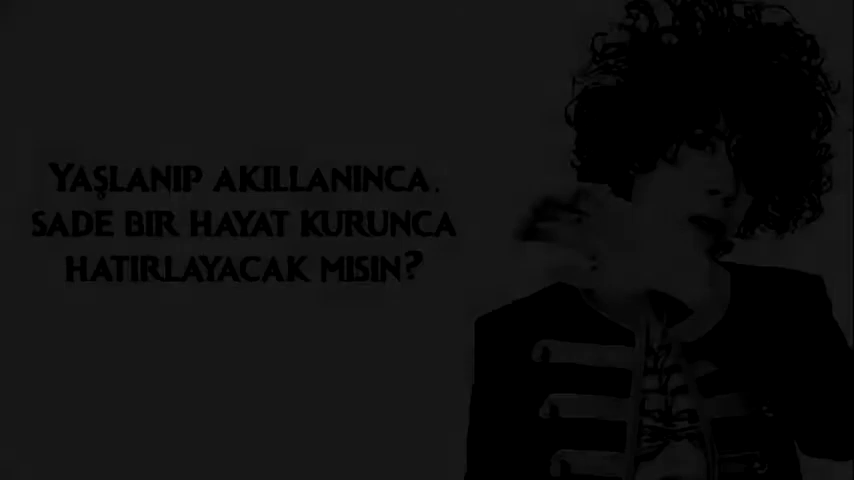 Yaşlanıp akıllanınca,
sade bir hayat kurunca
hatırlayacak mısın?